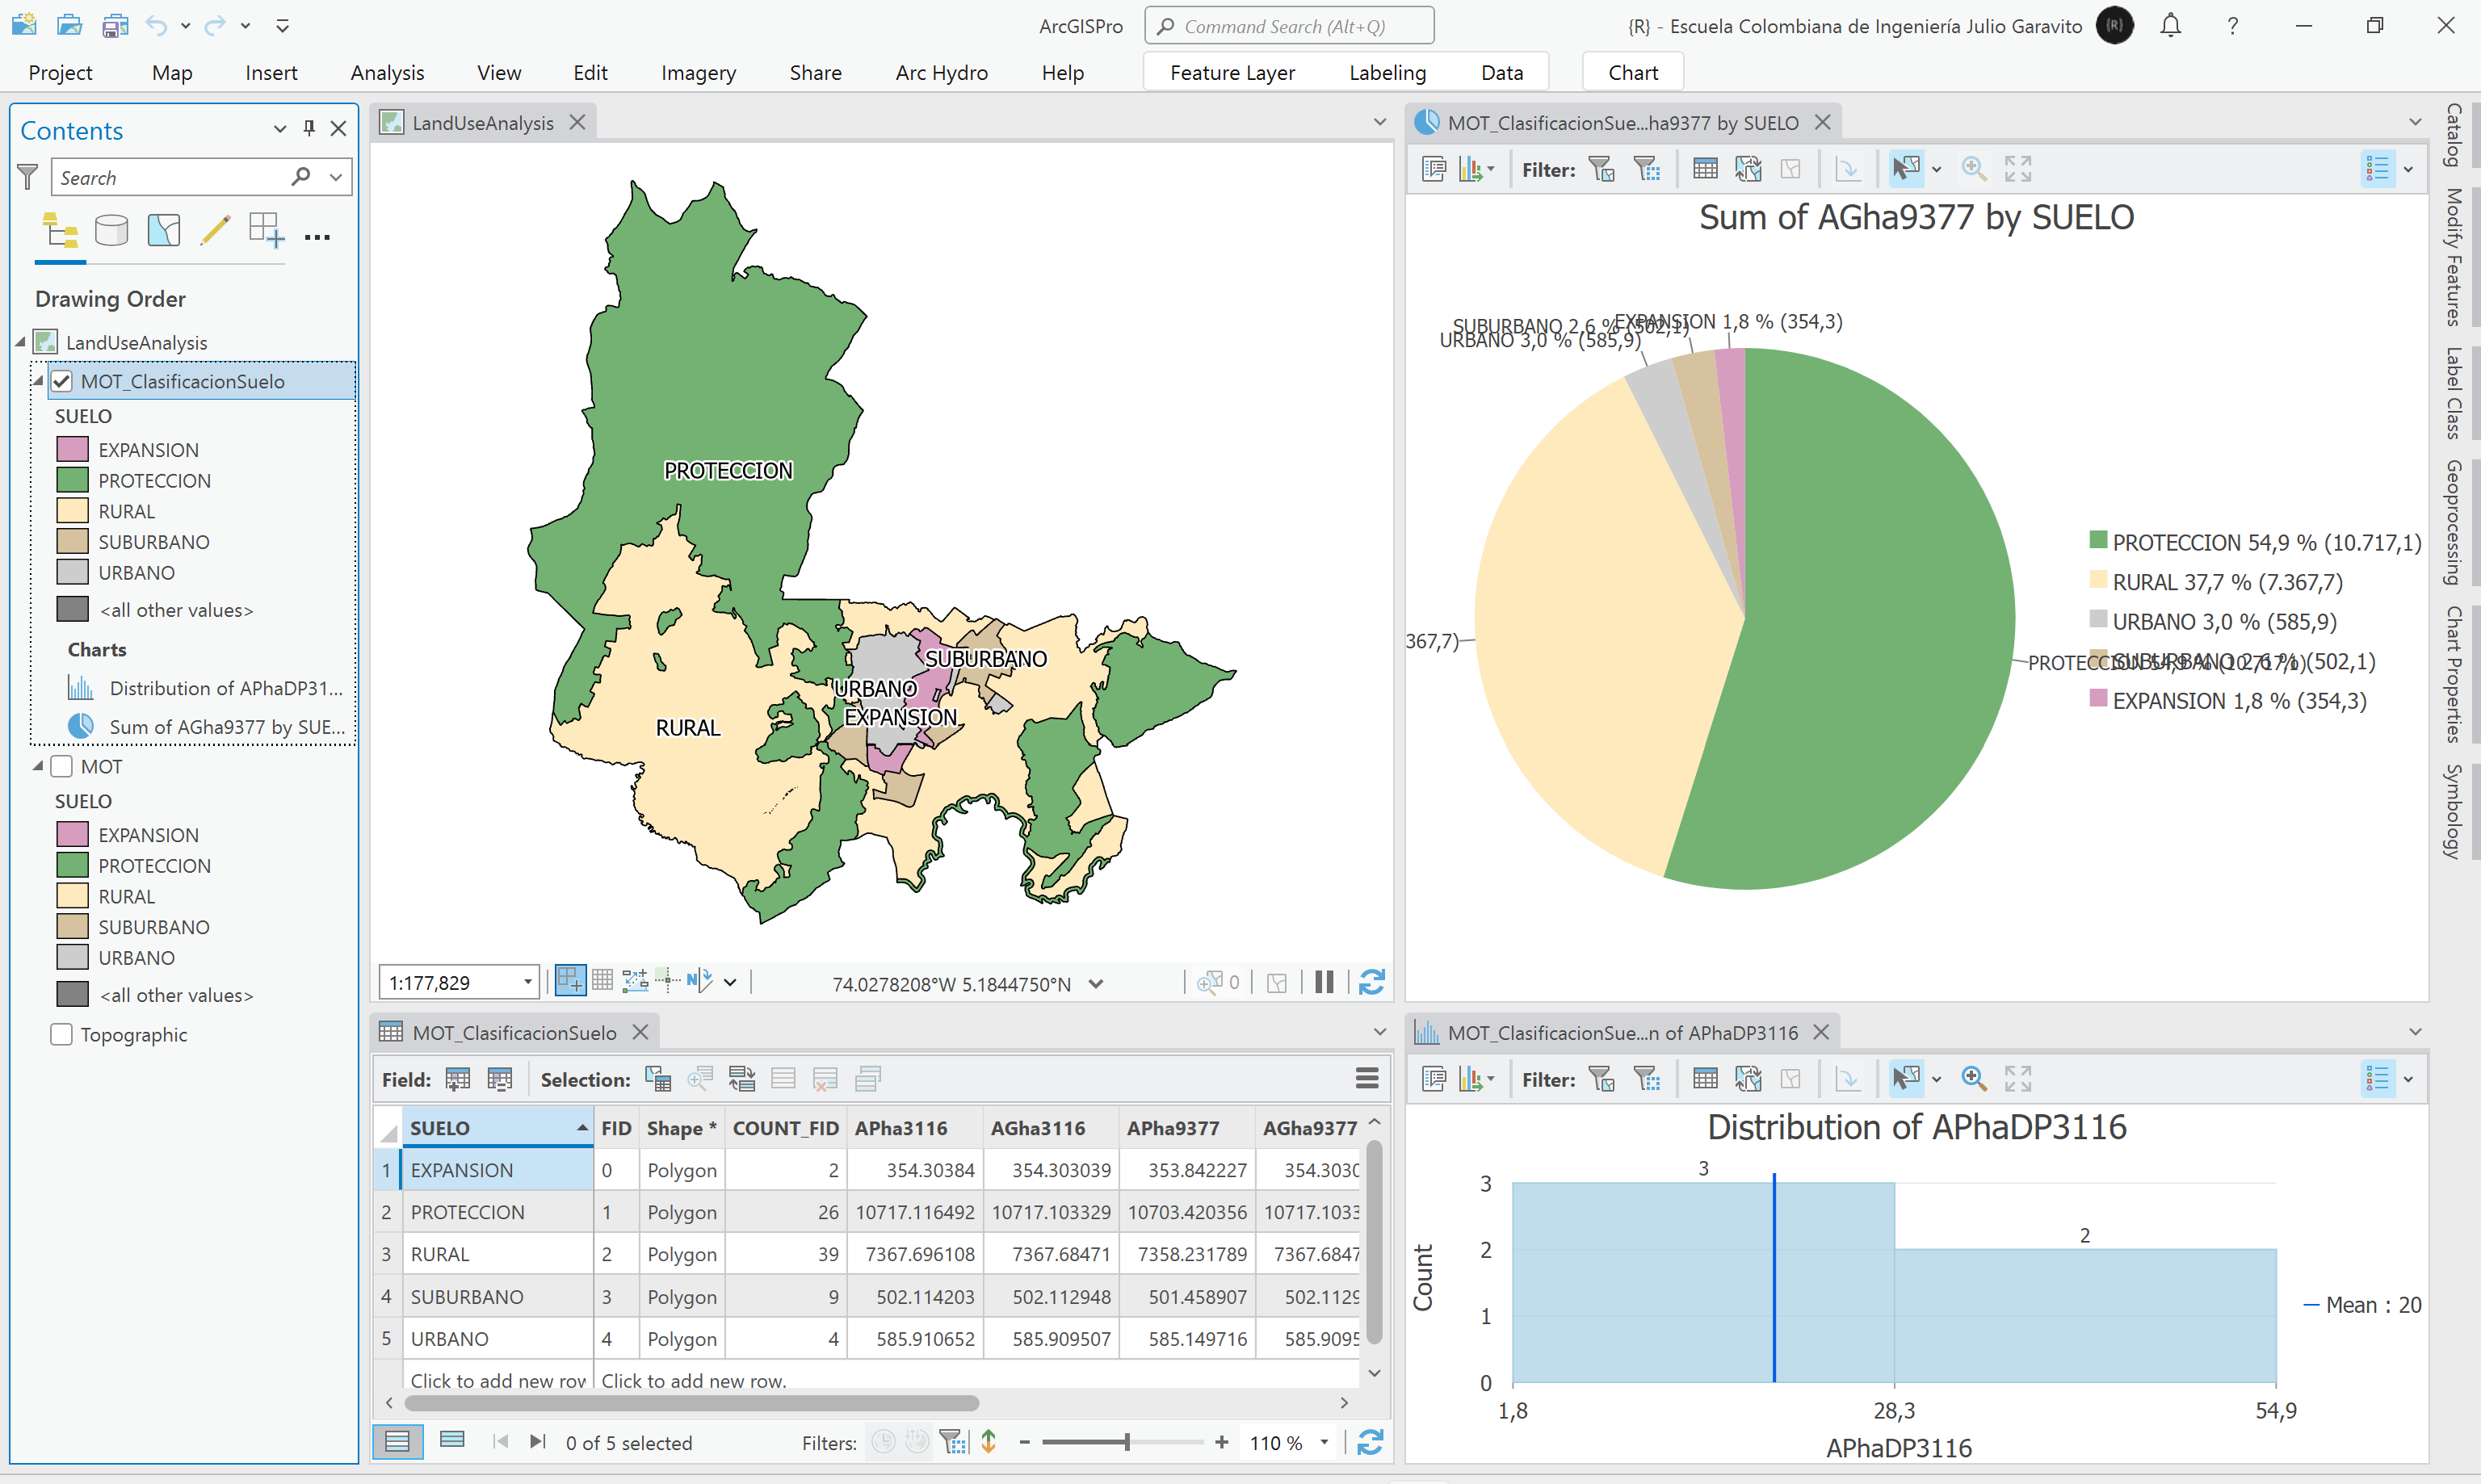 ArcGISPro
Command Search (Alt+Q)
{R} - Escuela Colombiana de Ingeniería Julio Garavito
{R}
?
Project
Map
Insert
Analysis
View
Edit
Imagery
Share
Arc Hydro
Help
Feature Layer
Labeling
Data
Chart
Contents
Search
Drawing Order
LandUseAnalysis
MOT_ClasificacionSuelo
SUELO
EXPANSION
PROTECCION
RURAL
SUBURBANO
URBANO
<all other values>
Charts
Distribution of APhaDP31...
Sum of AGha9377 by SUE...
MOT
SUELO
EXPANSION
PROTECCION
RURAL
SUBURBANO
URBANO
<all other values>
Topographic
LandUseAnalysis
PROTECCION
SUBURBANO
URBANO
EXPANSION
RURAL
1:177,829
N
74.0278208°W 5.1844750°N
0
MOT_ClasificacionSue...ha9377 by SUELO
Filter:
Sum of AGha9377 by SUELO
EXPANSION 1,8 % (354,3)
SUBURBANO 2,6 % (502,1)
URBANO 3,0 % (585,9)
367,7)
PROTECCION 54,9 % (10.717,1)
PROTECCION 54,9 % (10.717,1)
RURAL 37,7 % (7.367,7)
URBANO 3,0 % (585,9)
SUBURBANO 2,6 % (502,1)
EXPANSION 1,8 % (354,3)
Catalog
Modify Features
Label Class
Geoprocessing
Chart Properties
Symbology
MOT_ClasificacionSuelo
Field:
Selection:
SUELO FID Shape * COUNT_FID APha3116 AGha3116 APha9377 AGha9377
1 EXPANSION 0 Polygon 2 354.30384 354.303039 353.842227 354.3030
2 PROTECCION 1 Polygon 26 10717.116492 10717.103329 10703.420356 10717.1033
3 RURAL 2 Polygon 39 7367.696108 7367.68471 7358.231789 7367.6847
4 SUBURBANO 3 Polygon 9 502.114203 502.112948 501.458907 502.1129
5 URBANO 4 Polygon 4 585.910652 585.909507 585.149716 585.9095
Click to add new row Click to add new row.
0 of 5 selected
Filters:
110 %
MOT_ClasificacionSue...n of APhaDP3116
Filter:
Distribution of APhaDP3116
3
2
3
2
1
0
Count
1,8
28,3
54,9
APhaDP3116
Mean : 20